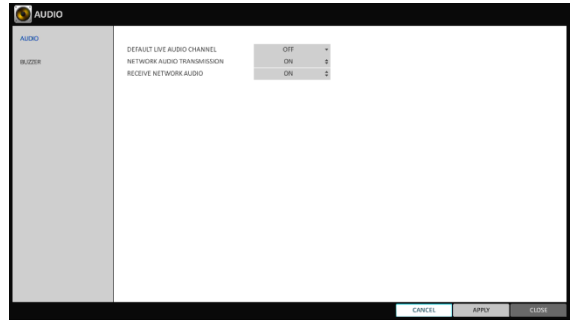 AUDIO
AUDIO
BUZZER
DEFAULT LIVE AUDIO CHANNEL OFF
NETWORK AUDIO TRANSMISSION ON
RECEIVE NETWORK AUDIO ON
CANCEL APPLY CLOSE